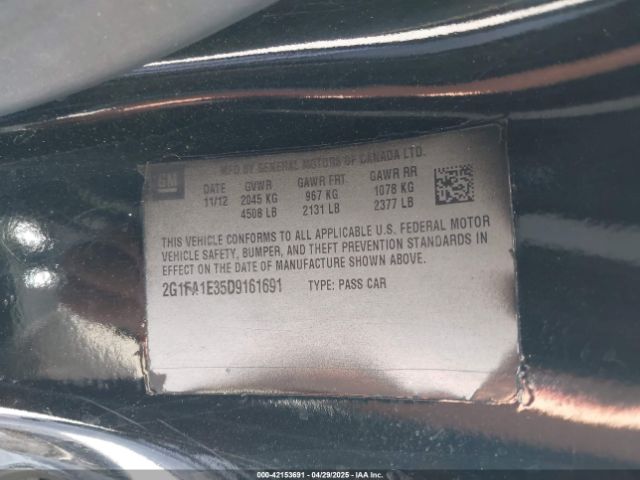 GM
MFD BY GENERAL MOTORS OF CANADA LTD.
DATE GVWR GAWR FRT GAWR RR
11/12 2045 KG 967 KG 1078 KG
4508 LB 2131 LB 2377 LB
THIS VEHICLE CONFORMS TO ALL APPLICABLE U.S. FEDERAL MOTOR
VEHICLE SAFETY, BUMPER, AND THEFT PREVENTION STANDARDS IN
EFFECT ON THE DATE OF MANUFACTURE SHOWN ABOVE.
2G1FA1E35D9161691 TYPE: PASS CAR
000-42153691 - 04/29/2025 - IAA Inc.